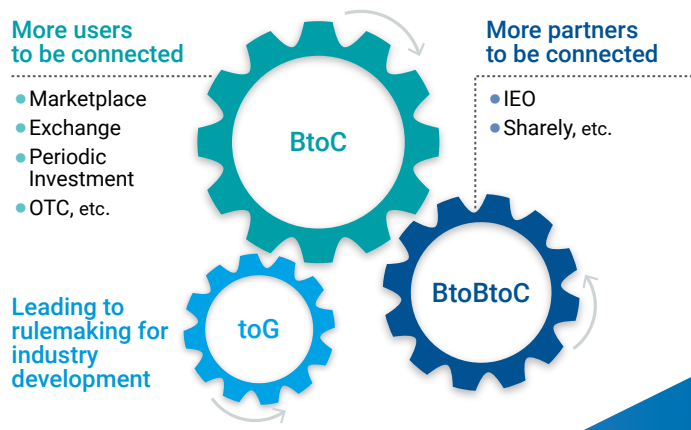 More users
to be connected
Marketplace
Exchange
Periodic
Investment
OTC, etc.
BtoC
More partners
to be connected
IEO
Sharely, etc.
BtoBtoC
Leading to
rulemaking for
industry
development
toG